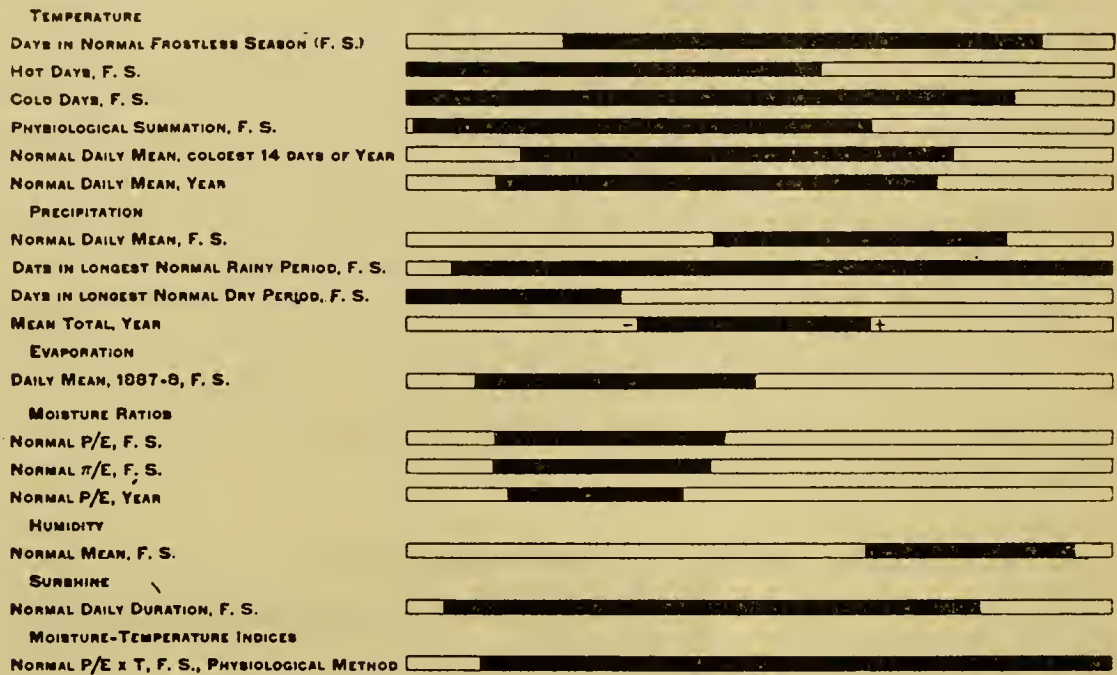 TEMPERATURE
DAYS IN NORMAL FROSTLESS SEASON (F. S.)
HOT DAYS, F. S.
COLD DAYS, F. S.
PHYSIOLOGICAL SUMMATION, F. S.
NORMAL DAILY MEAN, COLDEST 14 DAYS OF YEAR
NORMAL DAILY MEAN, YEAR
PRECIPITATION
NORMAL DAILY MEAN, F. S.
DAYS IN LONGEST NORMAL RAINY PERIOD, F. S.
DAYS IN LONGEST NORMAL DRY PERIOD, F. S.
MEAN TOTAL, YEAR - +
EVAPORATION
DAILY MEAN, 1887-8, F. S.
MOISTURE RATIOS
NORMAL P/E, F. S.
NORMAL π/E, F. S.
NORMAL P/E, YEAR
HUMIDITY
NORMAL MEAN, F. S.
SUNSHINE
NORMAL DAILY DURATION, F. S.
MOISTURE-TEMPERATURE INDICES
NORMAL P/E x T, F. S., PHYSIOLOGICAL METHOD